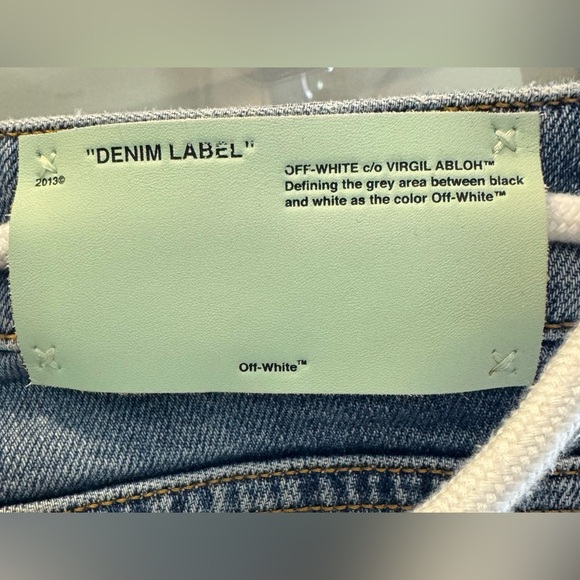 "DENIM LABEL"
2013©
OFF-WHITE c/o VIRGIL ABLOH™
Defining the grey area between black
and white as the color Off-White™
Off-White™